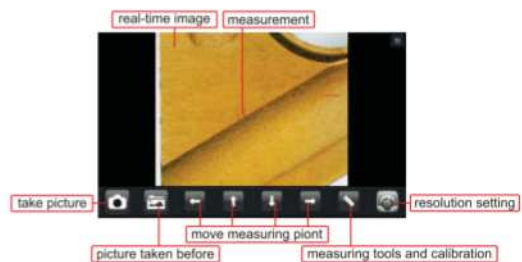 real-time image
measurement
take picture
resolution setting
move measuring piont
picture taken before
measuring tools and calibration